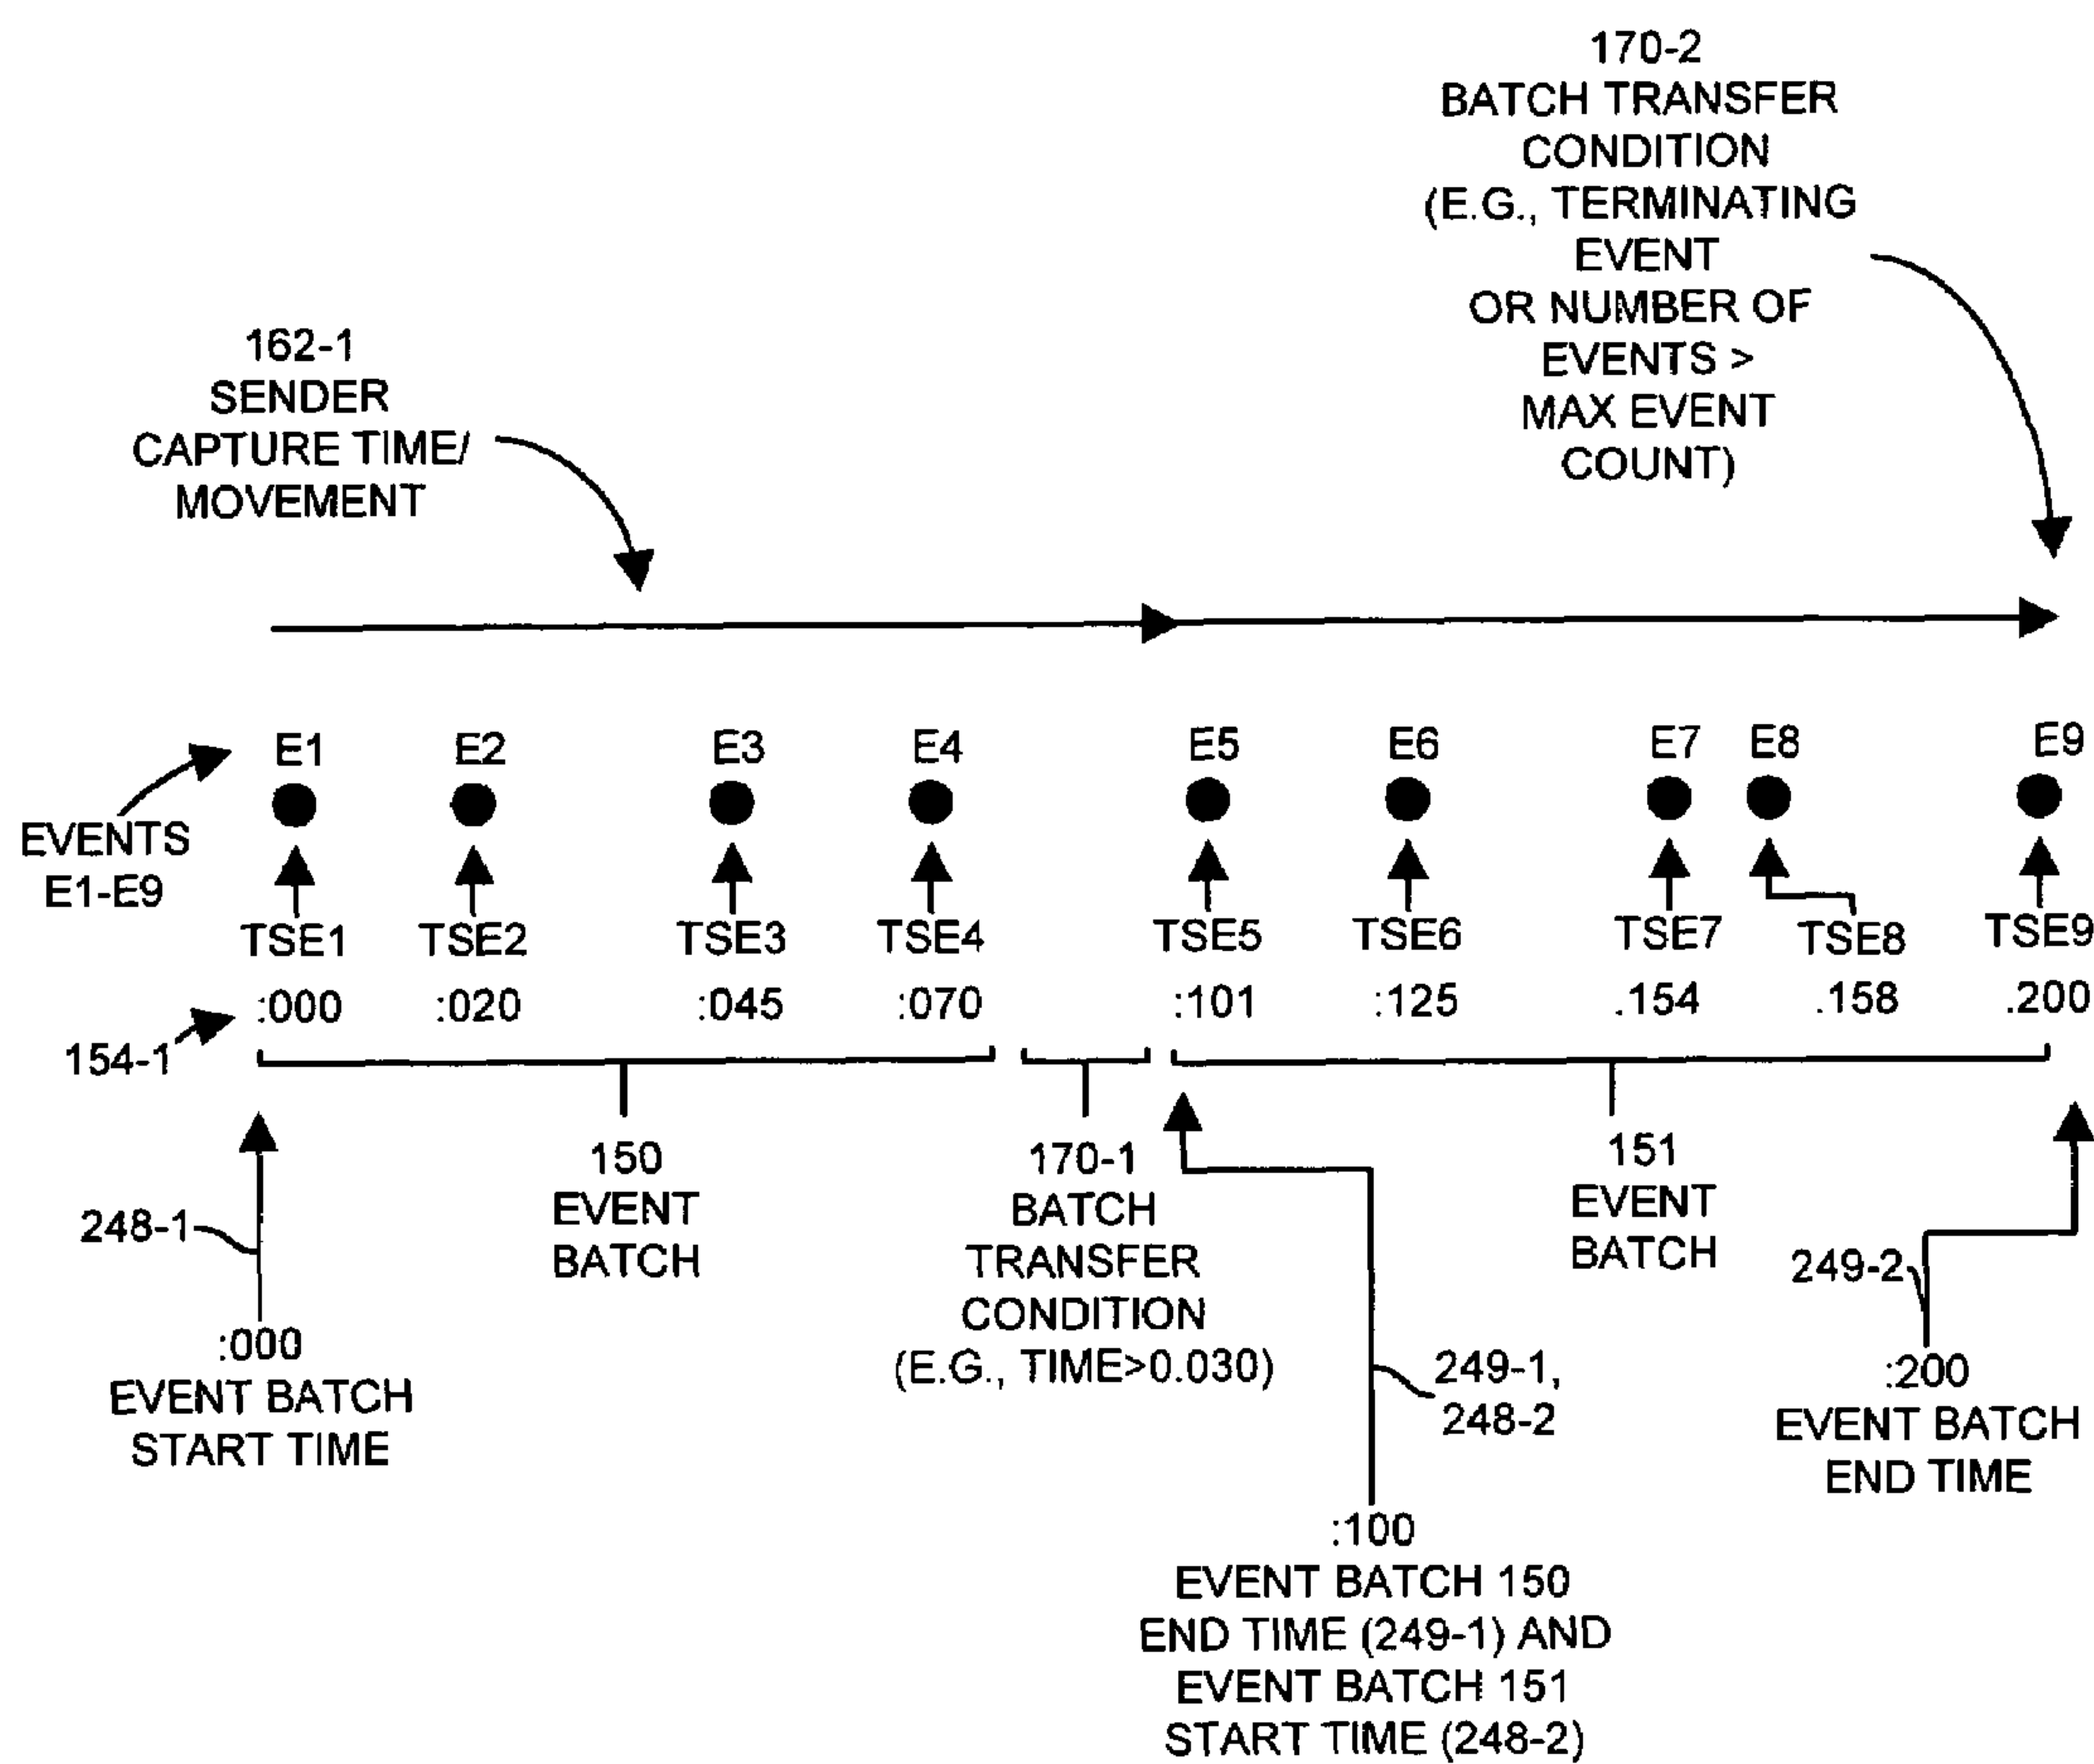 170-2
BATCH TRANSFER
CONDITION
(E.G., TERMINATING
EVENT
OR NUMBER OF
EVENTS >
MAX EVENT
COUNT)
162-1
SENDER
CAPTURE TIME/
MOVEMENT
E1 E2 E3 E4 E5 E6 E7 E8 E9
EVENTS
E1-E9
TSE1 TSE2 TSE3 TSE4 TSE5 TSE6 TSE7 TSE8 TSE9
:000 :020 :045 :070 :101 :125 .154 .158 .200
154-1
248-1
:000
EVENT BATCH
START TIME
150
EVENT
BATCH
170-1
BATCH
TRANSFER
CONDITION
(E.G., TIME>0.030)
151
EVENT
BATCH
249-1,
248-2
:100
EVENT BATCH 150
END TIME (249-1) AND
EVENT BATCH 151
START TIME (248-2)
249-2
:200
EVENT BATCH
END TIME